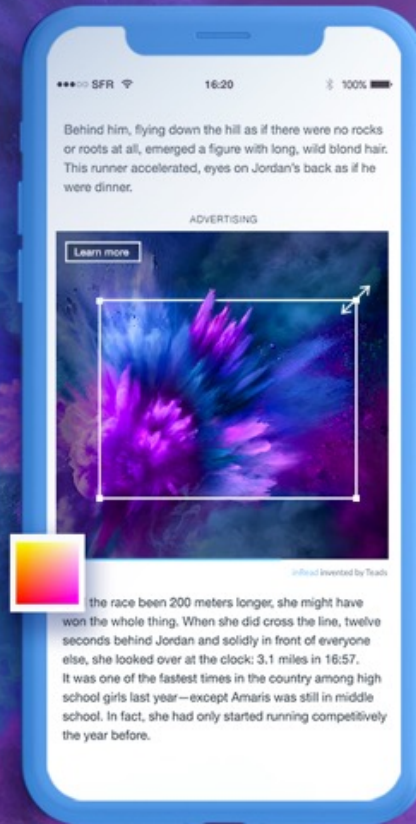 SFR 16:20 100%
Behind him, flying down the hill as if there were no rocks
or roots at all, emerged a figure with long, wild blond hair.
This runner accelerated, eyes on Jordan's back as if he
were dinner.
ADVERTISING
Learn more
inRead invented by Teads
the race been 200 meters longer, she might have
won the whole thing. When she did cross the line, twelve
seconds behind Jordan and solidly in front of everyone
else, she looked over at the clock: 3.1 miles in 16:57.
It was one of the fastest times in the country among high
school girls last year—except Amaris was still in middle
school. In fact, she had only started running competitively
the year before.